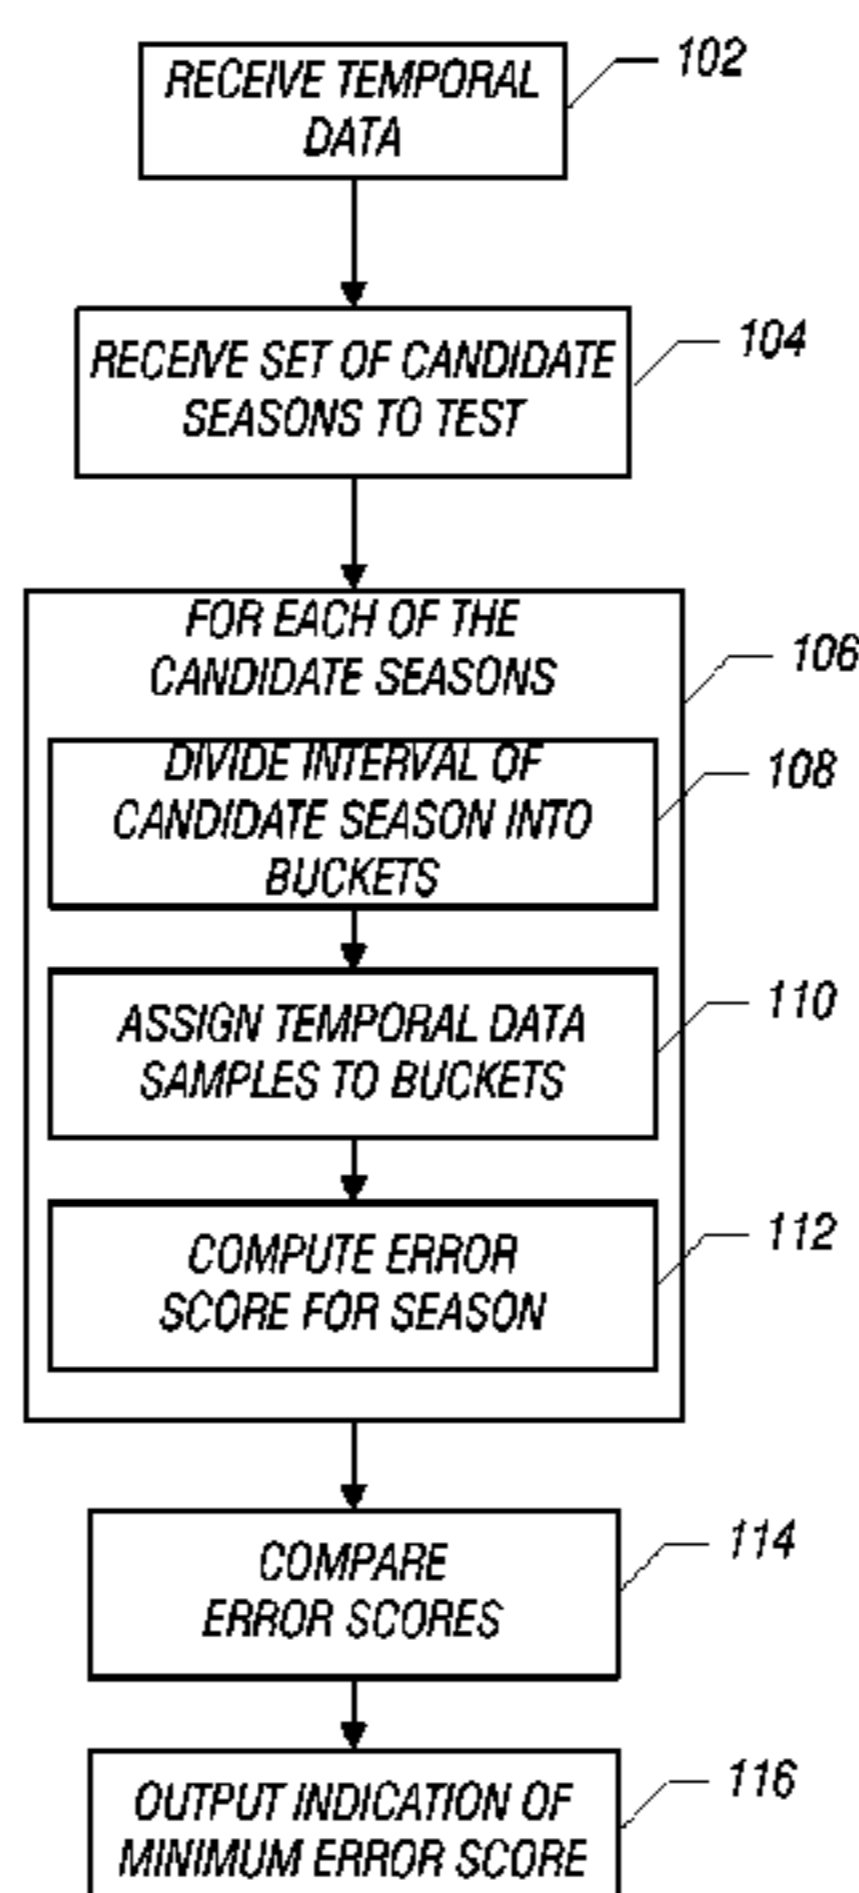 RECEIVE TEMPORAL
DATA
102
RECEIVE SET OF CANDIDATE
SEASONS TO TEST
104
FOR EACH OF THE
CANDIDATE SEASONS
106
DIVIDE INTERVAL OF
CANDIDATE SEASON INTO
BUCKETS
108
ASSIGN TEMPORAL DATA
SAMPLES TO BUCKETS
110
COMPUTE ERROR
SCORE FOR SEASON
112
COMPARE
ERROR SCORES
114
OUTPUT INDICATION OF
MINIMUM ERROR SCORE
116